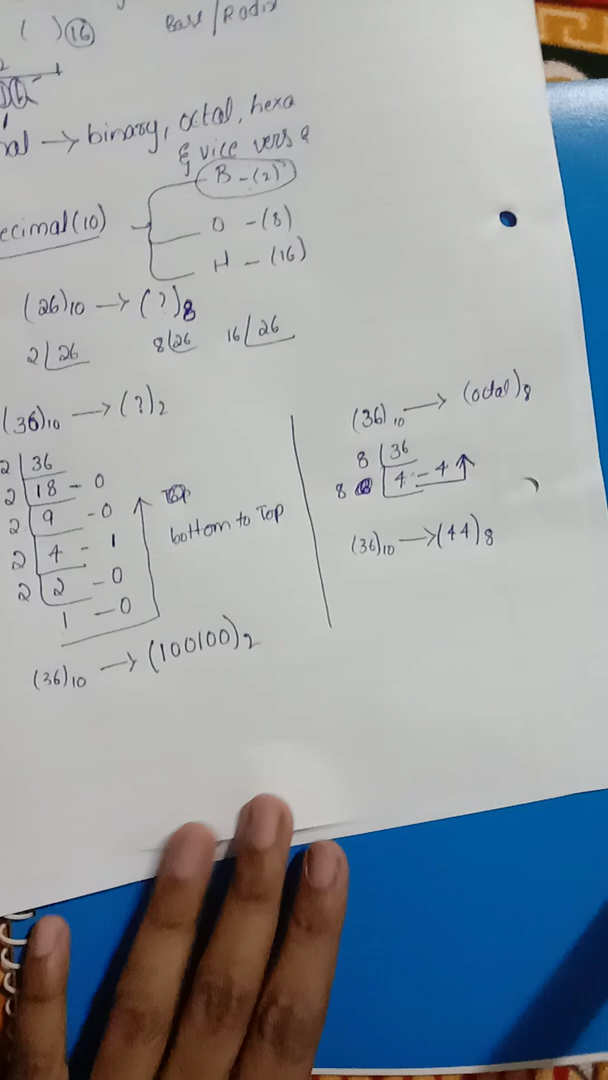 ( )16 Base/Radix
→ binary, octal, hexa
& vice versa
B - (2)
ecimal(10)
O - (8)
H - (16)
(26)10 → (?)8
2 26 8 26 16 26
(36)10 → (?)2
2 36
2 18 - 0
2 9 - 0
2 4 - 1
2 2 - 0
1 - 0
bottom to Top
(36)10 → (100100)2
(36)10 → (octal)8
8 36
8 4 - 4
(36)10 → (44)8